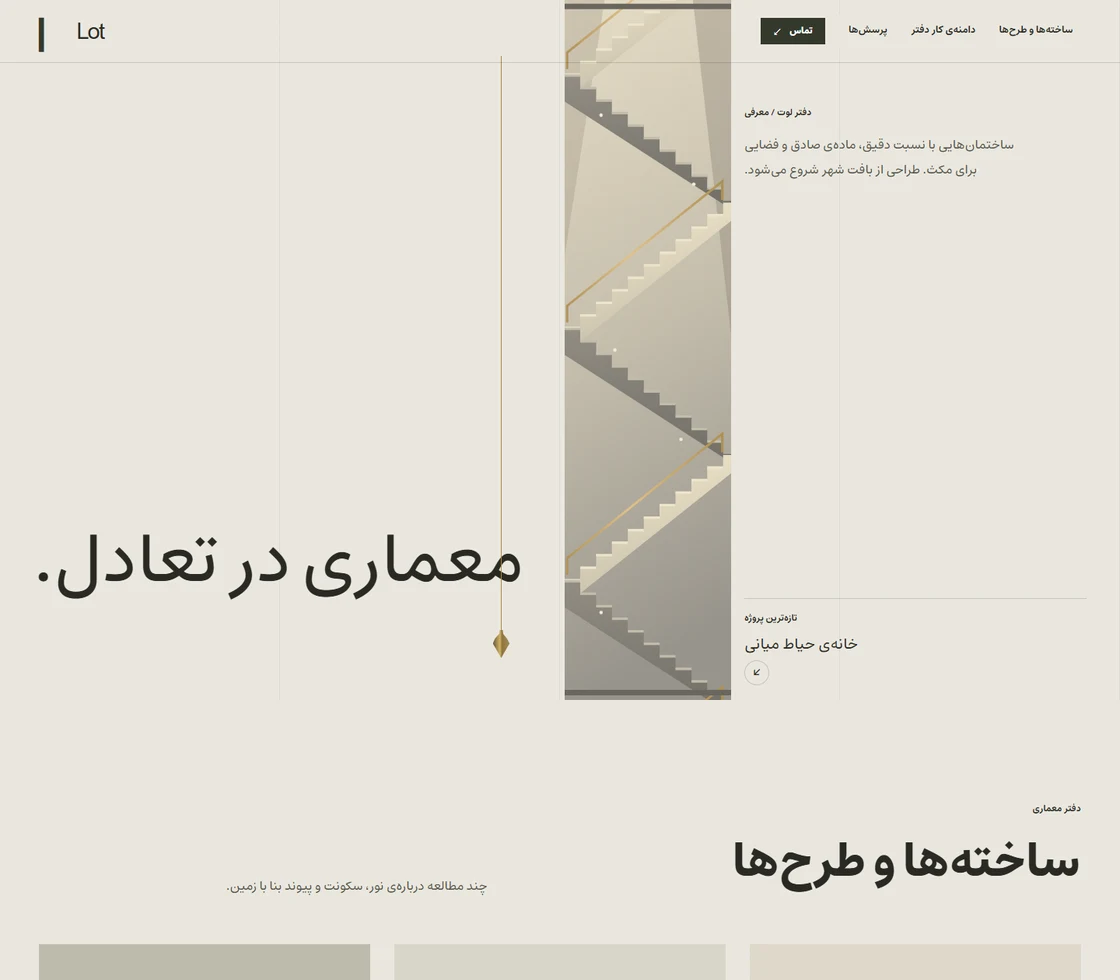 ساخته‌ها و طرح‌ها
دامنه‌ی کار دفتر
پرسش‌ها
تماس ↙
Lot
دفتر لوت / معرفی
ساختمان‌هایی با نسبت دقیق، ماده‌ی صادق و فضایی
برای مکث. طراحی از بافت شهر شروع می‌شود.
معماری در تعادل.
تازه‌ترین پروژه
خانه‌ی حیاط میانی
↙
دفتر معماری
ساخته‌ها و طرح‌ها
چند مطالعه درباره‌ی نور، سکونت و پیوند بنا با زمین.